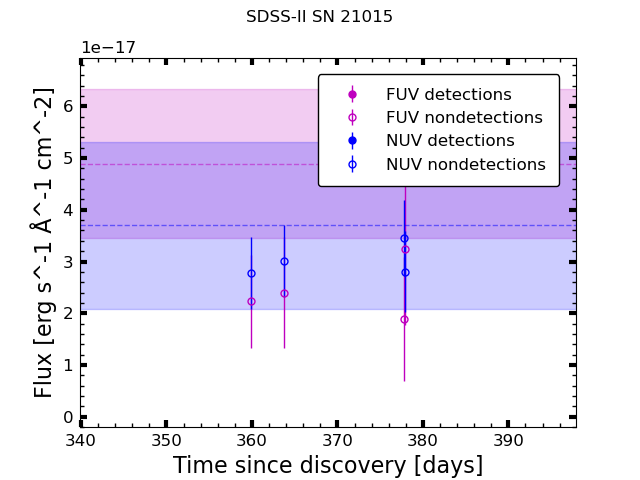 SDSS-II SN 21015
1e−17
FUV detections
FUV nondetections
NUV detections
NUV nondetections
6
5
4
3
2
1
0
Flux [erg s^-1 Å^-1 cm^-2]
340 350 360 370 380 390
Time since discovery [days]